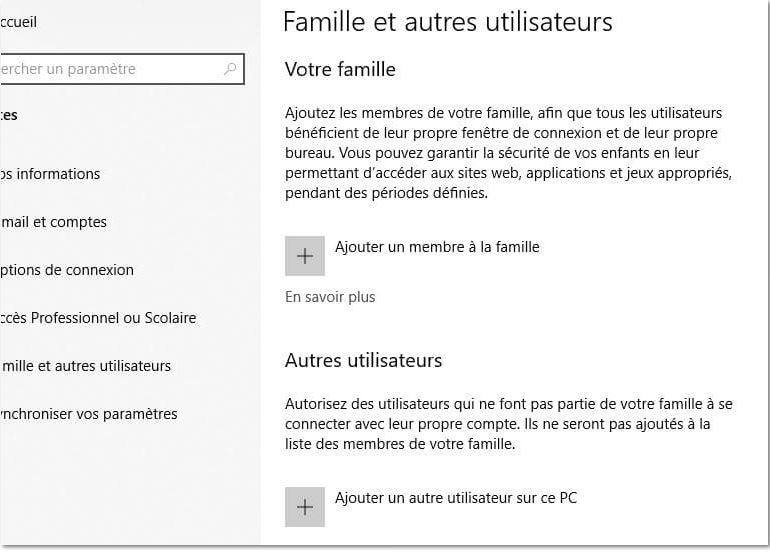 ccueil
ercher un paramètre
tes
os informations
mail et comptes
ptions de connexion
ccès Professionnel ou Scolaire
mille et autres utilisateurs
ynchroniser vos paramètres
Famille et autres utilisateurs
Votre famille
Ajoutez les membres de votre famille, afin que tous les utilisateurs
bénéficient de leur propre fenêtre de connexion et de leur propre
bureau. Vous pouvez garantir la sécurité de vos enfants en leur
permettant d'accéder aux sites web, applications et jeux appropriés,
pendant des périodes définies.
Ajouter un membre à la famille
En savoir plus
Autres utilisateurs
Autorisez des utilisateurs qui ne font pas partie de votre famille à se
connecter avec leur propre compte. Ils ne seront pas ajoutés à la
liste des membres de votre famille.
Ajouter un autre utilisateur sur ce PC